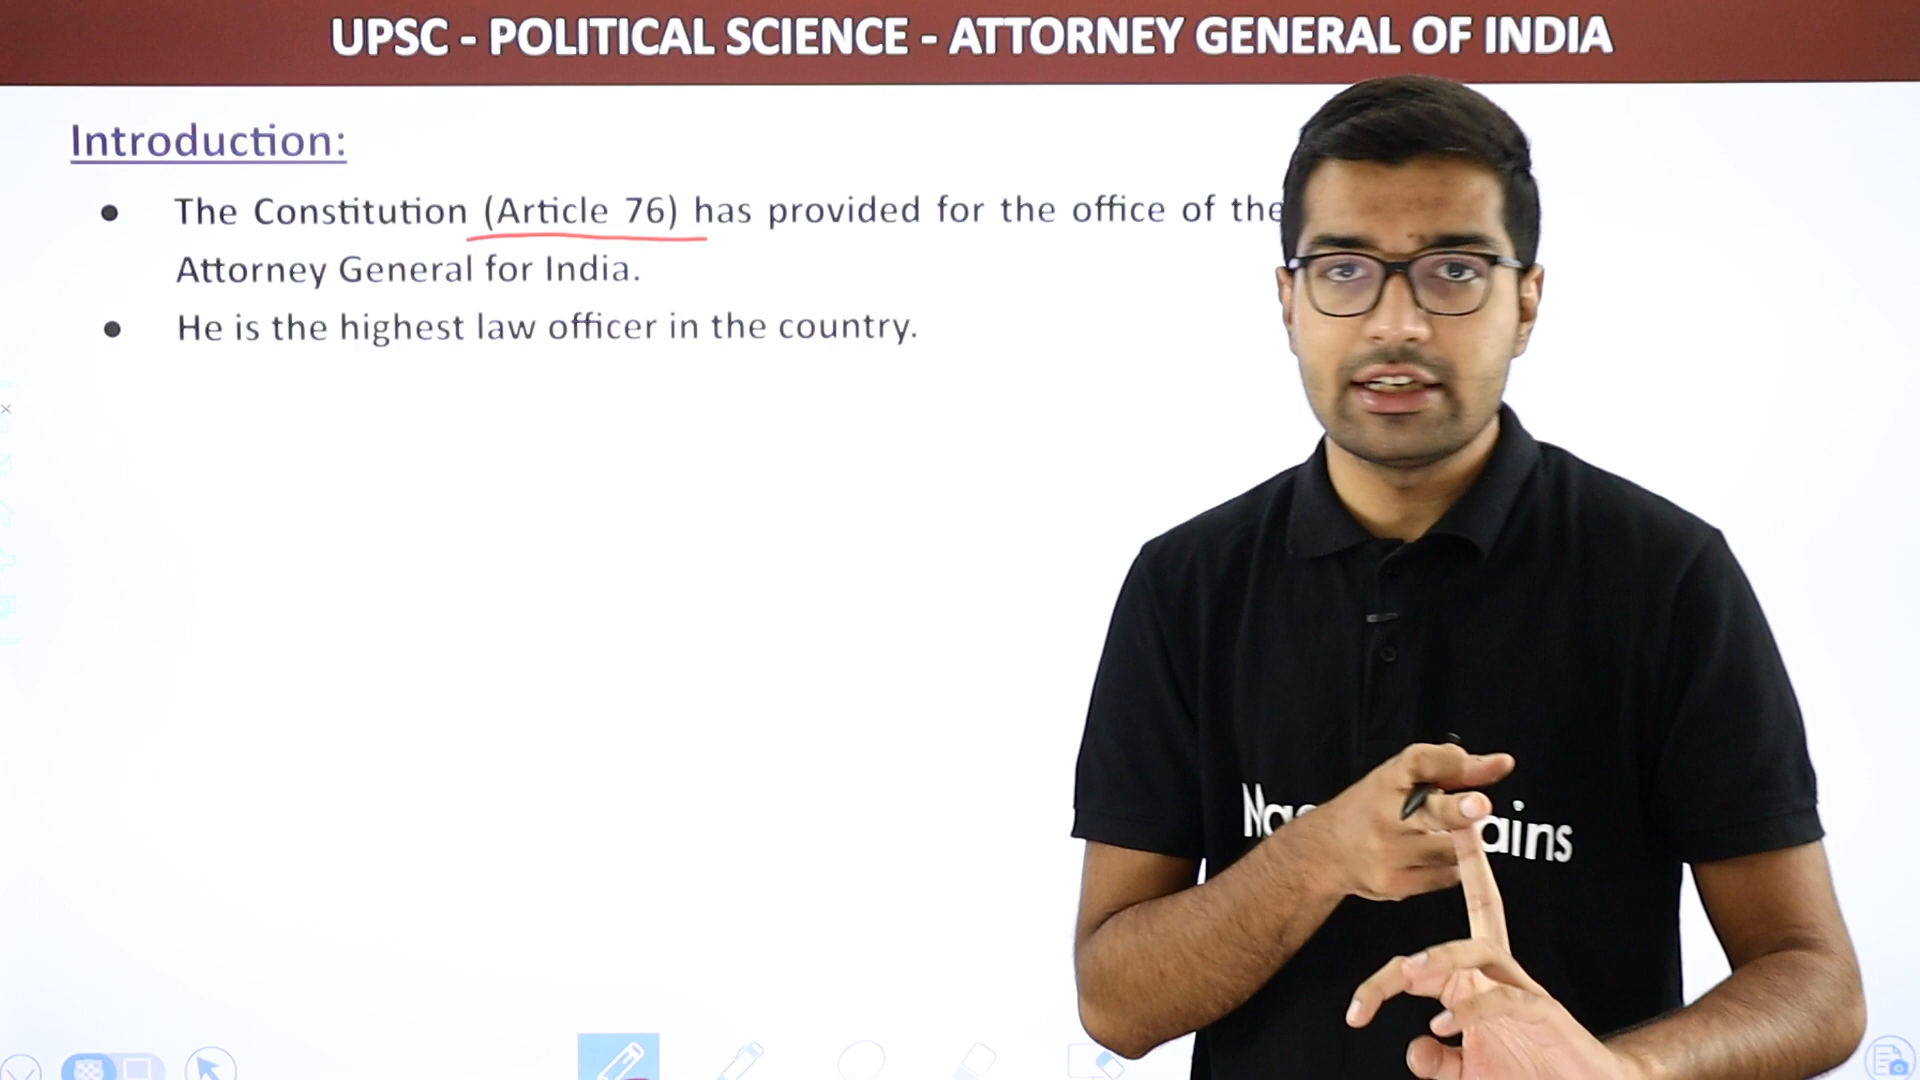 UPSC - POLITICAL SCIENCE - ATTORNEY GENERAL OF INDIA
Introduction:
● The Constitution (Article 76) has provided for the office of the
Attorney General for India.
● He is the highest law officer in the country.